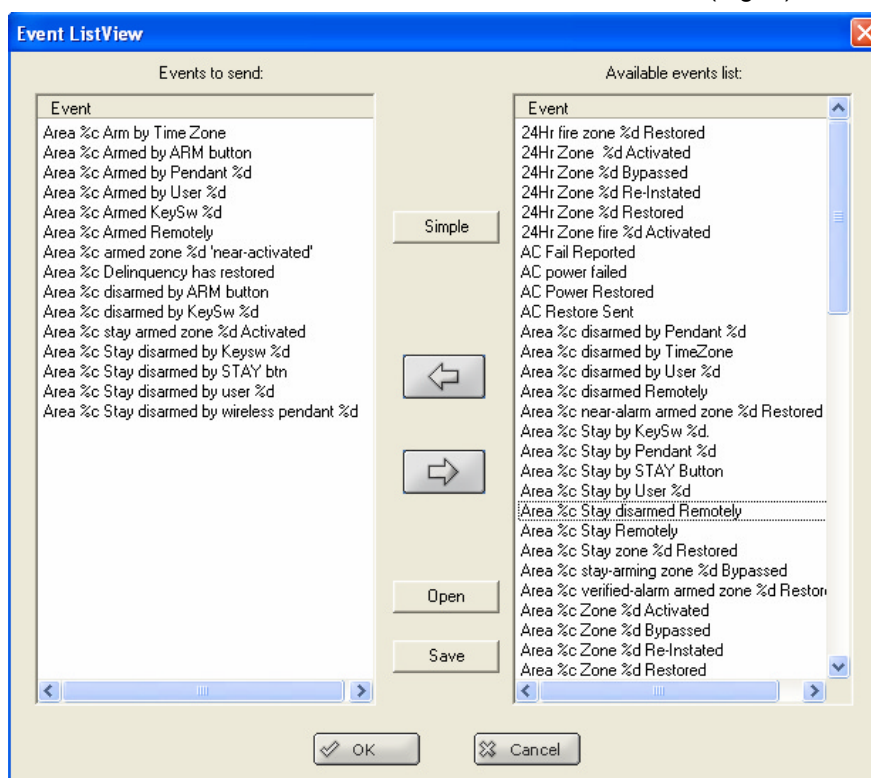 Event ListView
Events to send:
Event
Area %c Arm by Time Zone
Area %c Armed by ARM button
Area %c Armed by Pendant %d
Area %c Armed by User %d
Area %c Armed KeySw %d
Area %c Armed Remotely
Area %c armed zone %d 'near-activated'
Area %c Delinquency has restored
Area %c disarmed by ARM button
Area %c disarmed by KeySw %d
Area %c stay armed zone %d Activated
Area %c Stay disarmed by Keysw %d
Area %c Stay disarmed by STAY btn
Area %c Stay disarmed by user %d
Area %c Stay disarmed by wireless pendant %d
Simple
Open
Save
Available events list:
Event
24Hr fire zone %d Restored
24Hr Zone %d Activated
24Hr Zone %d Bypassed
24Hr Zone %d Re-Instated
24Hr Zone %d Restored
24Hr Zone fire %d Activated
AC Fail Reported
AC power failed
AC Power Restored
AC Restore Sent
Area %c disarmed by Pendant %d
Area %c disarmed by TimeZone
Area %c disarmed by User %d
Area %c disarmed Remotely
Area %c near-alarm armed zone %d Restored
Area %c Stay by KeySw %d.
Area %c Stay by Pendant %d
Area %c Stay by STAY Button
Area %c Stay by User %d
Area %c Stay disarmed Remotely
Area %c Stay Remotely
Area %c Stay zone %d Restored
Area %c stay-arming zone %d Bypassed
Area %c verified-alarm armed zone %d Restor
Area %c Zone %d Activated
Area %c Zone %d Bypassed
Area %c Zone %d Re-Instated
Area %c Zone %d Restored
OK
Cancel